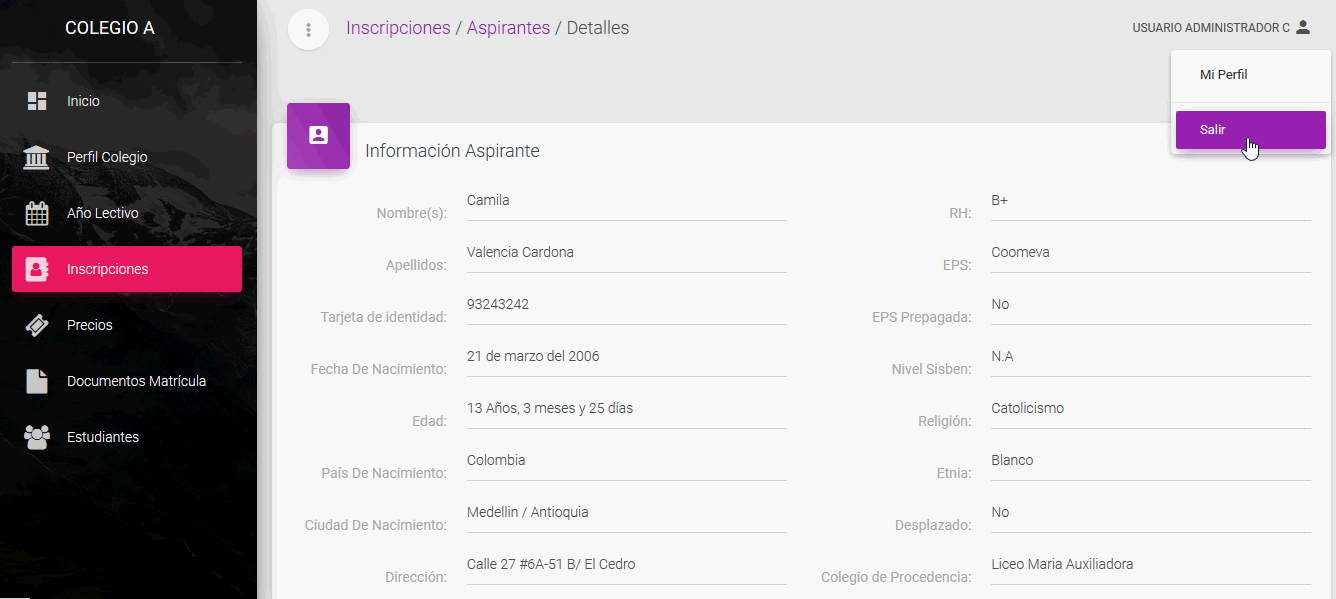 COLEGIO A
Inicio
Perfil Colegio
Año Lectivo
Inscripciones
Precios
Documentos Matrícula
Estudiantes
Inscripciones / Aspirantes / Detalles
USUARIO ADMINISTRADOR C
Mi Perfil
Salir
Información Aspirante
Nombre(s): Camila
Apellidos: Valencia Cardona
Tarjeta de identidad: 93243242
Fecha De Nacimiento: 21 de marzo del 2006
Edad: 13 Años, 3 meses y 25 días
País De Nacimiento: Colombia
Ciudad De Nacimiento: Medellin / Antioquia
Dirección: Calle 27 #6A-51 B/ El Cedro
RH: B+
EPS: Coomeva
EPS Prepagada: No
Nivel Sisben: N.A
Religión: Catolicismo
Etnia: Blanco
Desplazado: No
Colegio de Procedencia: Liceo Maria Auxiliadora